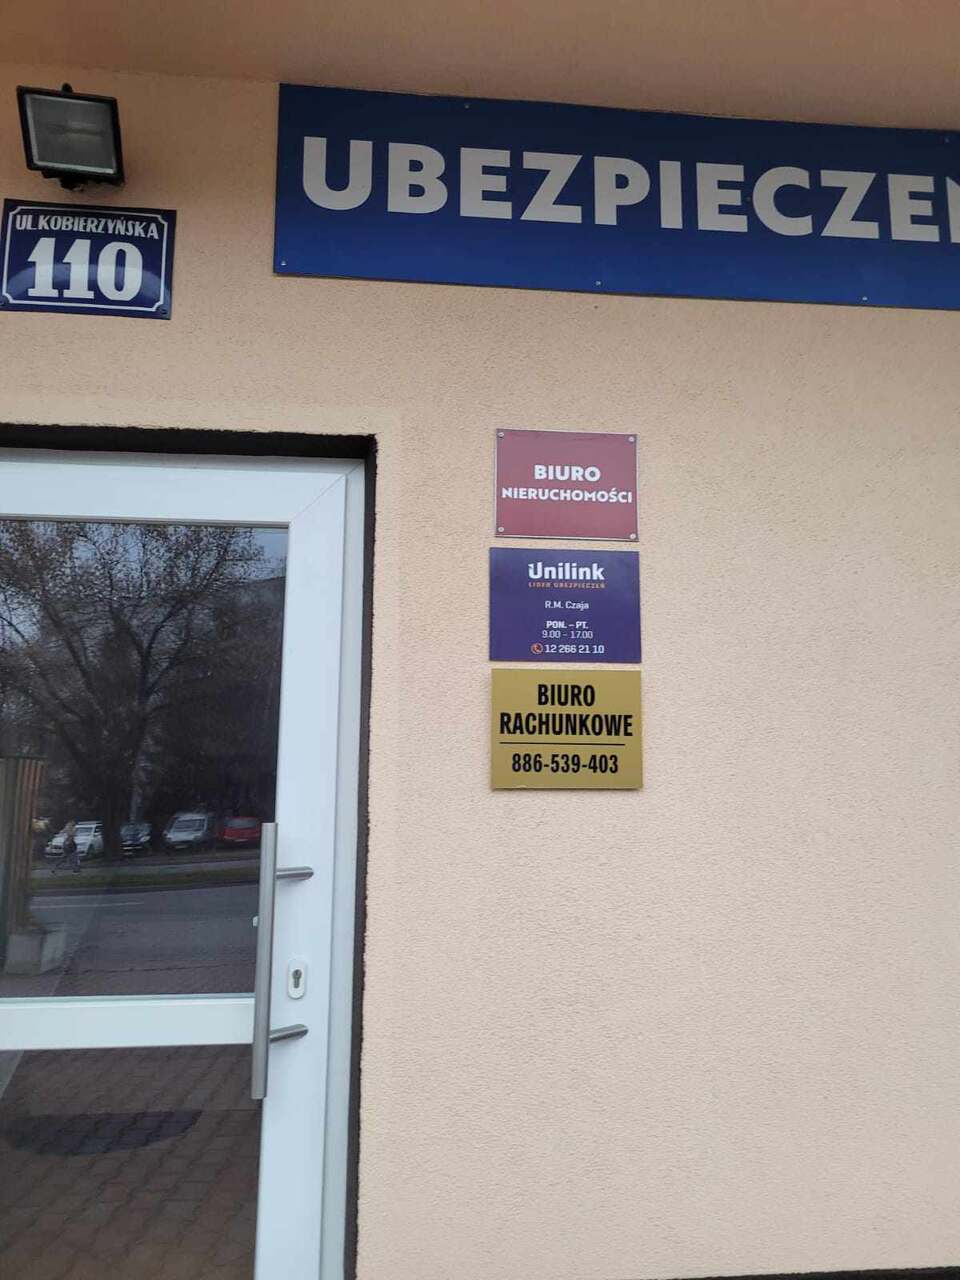 UL.KOBIERZYŃSKA
110
UBEZPIECZE
BIURO
NIERUCHOMOŚCI
Unilink
LIDER UBEZPIECZEŃ
R.M. Czaja
PON. – PT.
9.00 – 17.00
12 266 21 10
BIURO
RACHUNKOWE
886-539-403